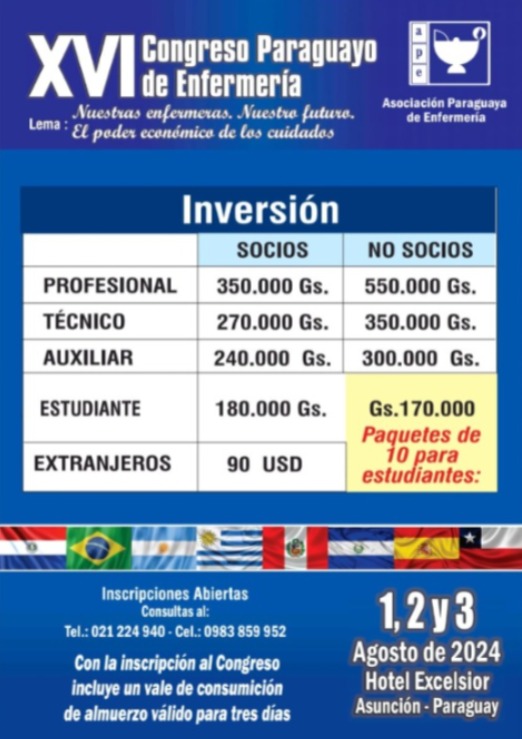 XVI Congreso Paraguayo
de Enfermería
Lema : Nuestras enfermeras. Nuestro futuro.
El poder económico de los cuidados
ape
Asociación Paraguaya
de Enfermería
Inversión
SOCIOS NO SOCIOS
PROFESIONAL 350.000 Gs. 550.000 Gs.
TÉCNICO 270.000 Gs. 350.000 Gs.
AUXILIAR 240.000 Gs. 300.000 Gs.
ESTUDIANTE 180.000 Gs. Gs.170.000
Paquetes de
10 para
estudiantes:
EXTRANJEROS 90 USD
Inscripciones Abiertas
Consultas al:
Tel.: 021 224 940 - Cel.: 0983 859 952
Con la inscripción al Congreso
incluye un vale de consumición
de almuerzo válido para tres días
1, 2 y 3
Agosto de 2024
Hotel Excelsior
Asunción - Paraguay